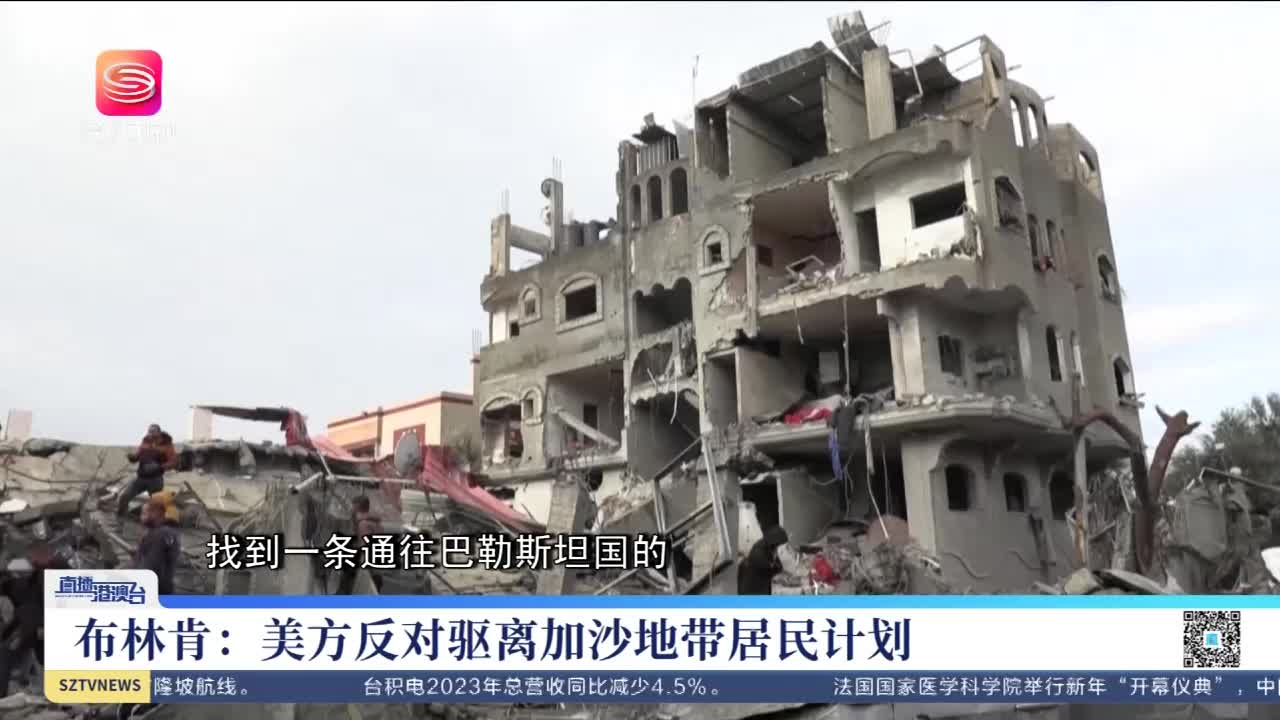 找到一条通往巴勒斯坦国的
直播港澳台
布林肯：美方反对驱离加沙地带居民计划
SZTVNEWS
隆坡航线。 台积电2023年总营收同比减少4.5%。 法国国家医学科学院举行新年“开幕仪典”，中